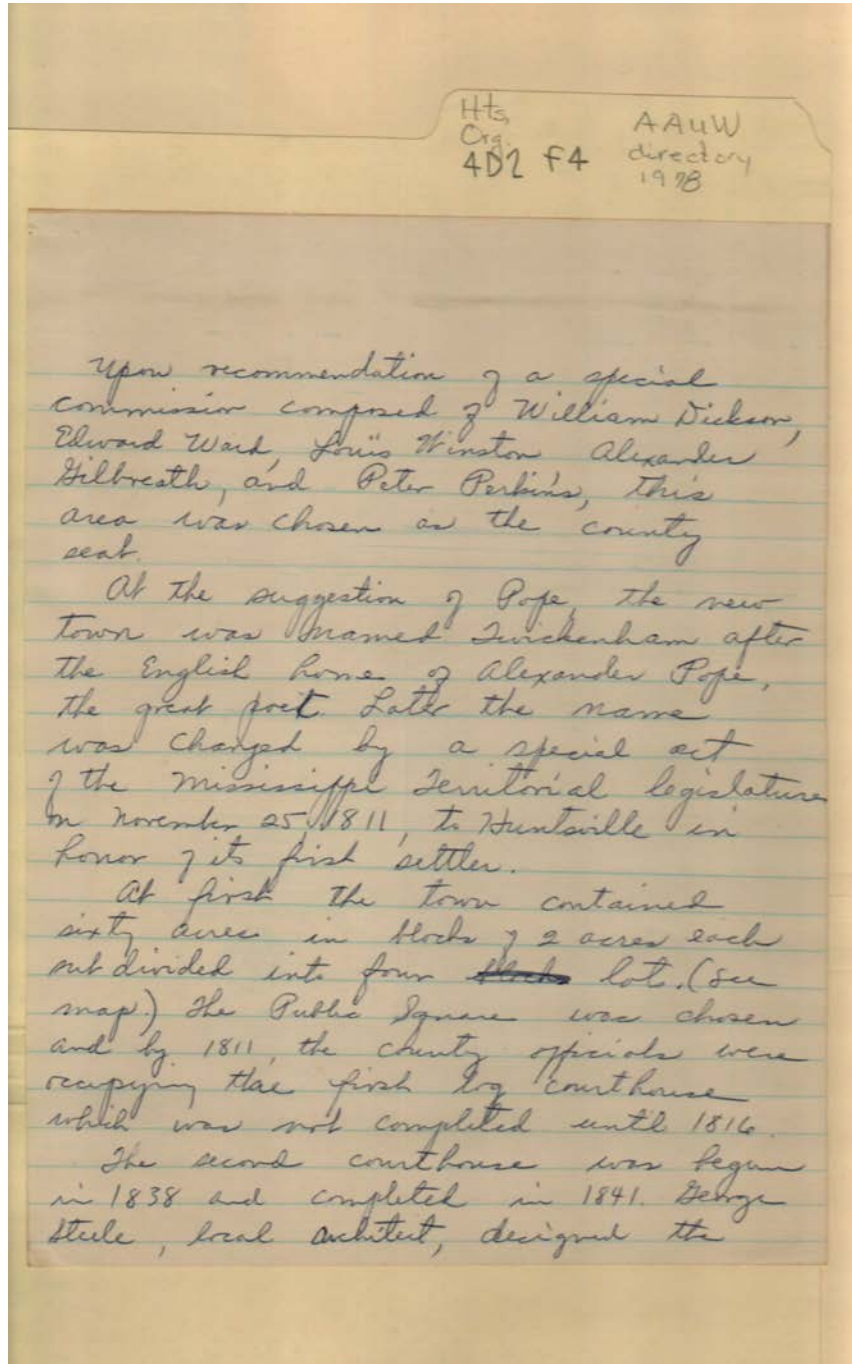 Hts,
Org.
4D2 F4
AAUW
directory
1978
Upon recommendation of a special
commission composed of William Dickson,
Edward Ward, Louis Winston Alexander
Gilbreath, and Peter Perkins, this
area was chosen as the county
seat.
At the suggestion of Pope, the new
town was named Twickenham after
the English home of Alexander Pope,
the great poet. Later the name
was changed by a special act
of the Mississippi Territorial legislature
on November 25, 1811, to Huntsville in
honor of its first settler.
At first the town contained
sixty acres in blocks of 2 acres each
subdivided into four blocks lot. (see
map.) The Public Square was chosen
and by 1811, the county officials were
occupying thae first log courthouse
which was not completed until 1816.
The second courthouse was begun
in 1838 and completed in 1841. George
Steele, local architect, designed the